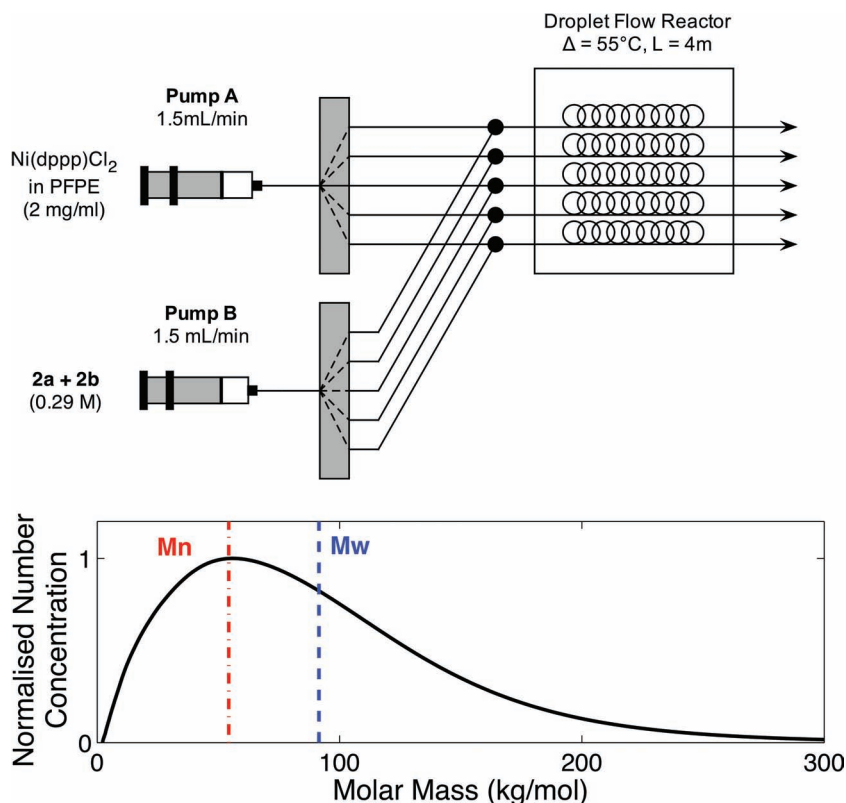 Droplet Flow Reactor
Δ = 55°C, L = 4m
Pump A
1.5mL/min
Ni(dppp)Cl₂
in PFPE
(2 mg/ml)
Pump B
1.5 mL/min
2a + 2b
(0.29 M)
Normalised Number
Concentration
1
0
Mn
Mw
0
100
200
300
Molar Mass (kg/mol)